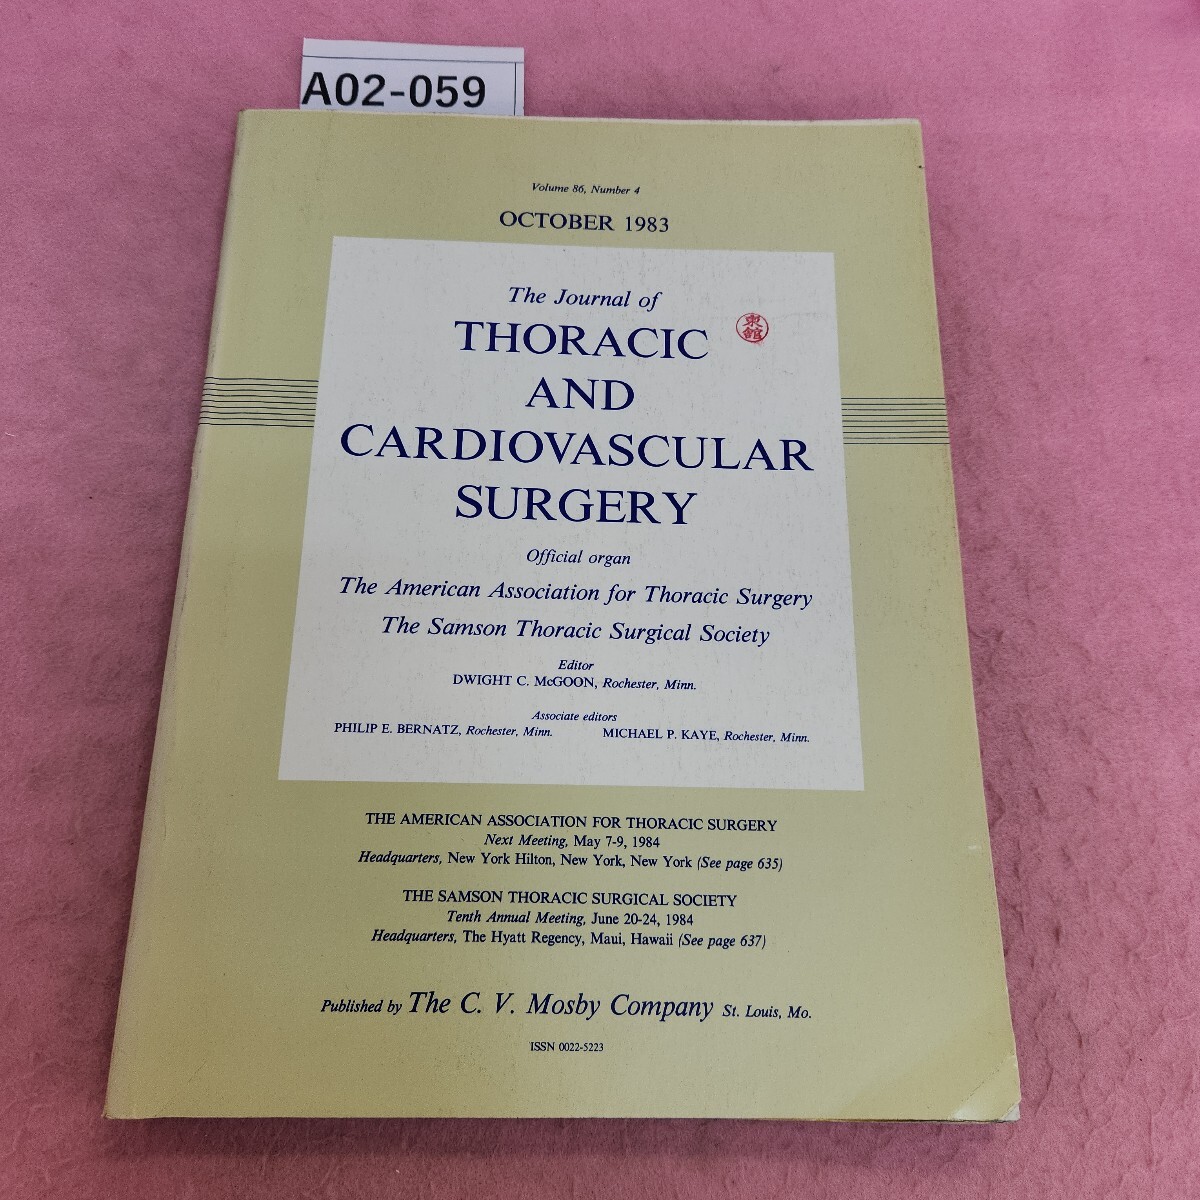 A02-059
Volume 86, Number 4
OCTOBER 1983
The Journal of
THORACIC
AND
CARDIOVASCULAR
SURGERY
Official organ
The American Association for Thoracic Surgery
The Samson Thoracic Surgical Society
Editor
DWIGHT C. McGOON, Rochester, Minn.
Associate editors
PHILIP E. BERNATZ, Rochester, Minn. MICHAEL P. KAYE, Rochester, Minn.
THE AMERICAN ASSOCIATION FOR THORACIC SURGERY
Next Meeting, May 7-9, 1984
Headquarters, New York Hilton, New York, New York (See page 635)
THE SAMSON THORACIC SURGICAL SOCIETY
Tenth Annual Meeting, June 20-24, 1984
Headquarters, The Hyatt Regency, Maui, Hawaii (See page 637)
Published by The C. V. Mosby Company St. Louis, Mo.
ISSN 0022-5223